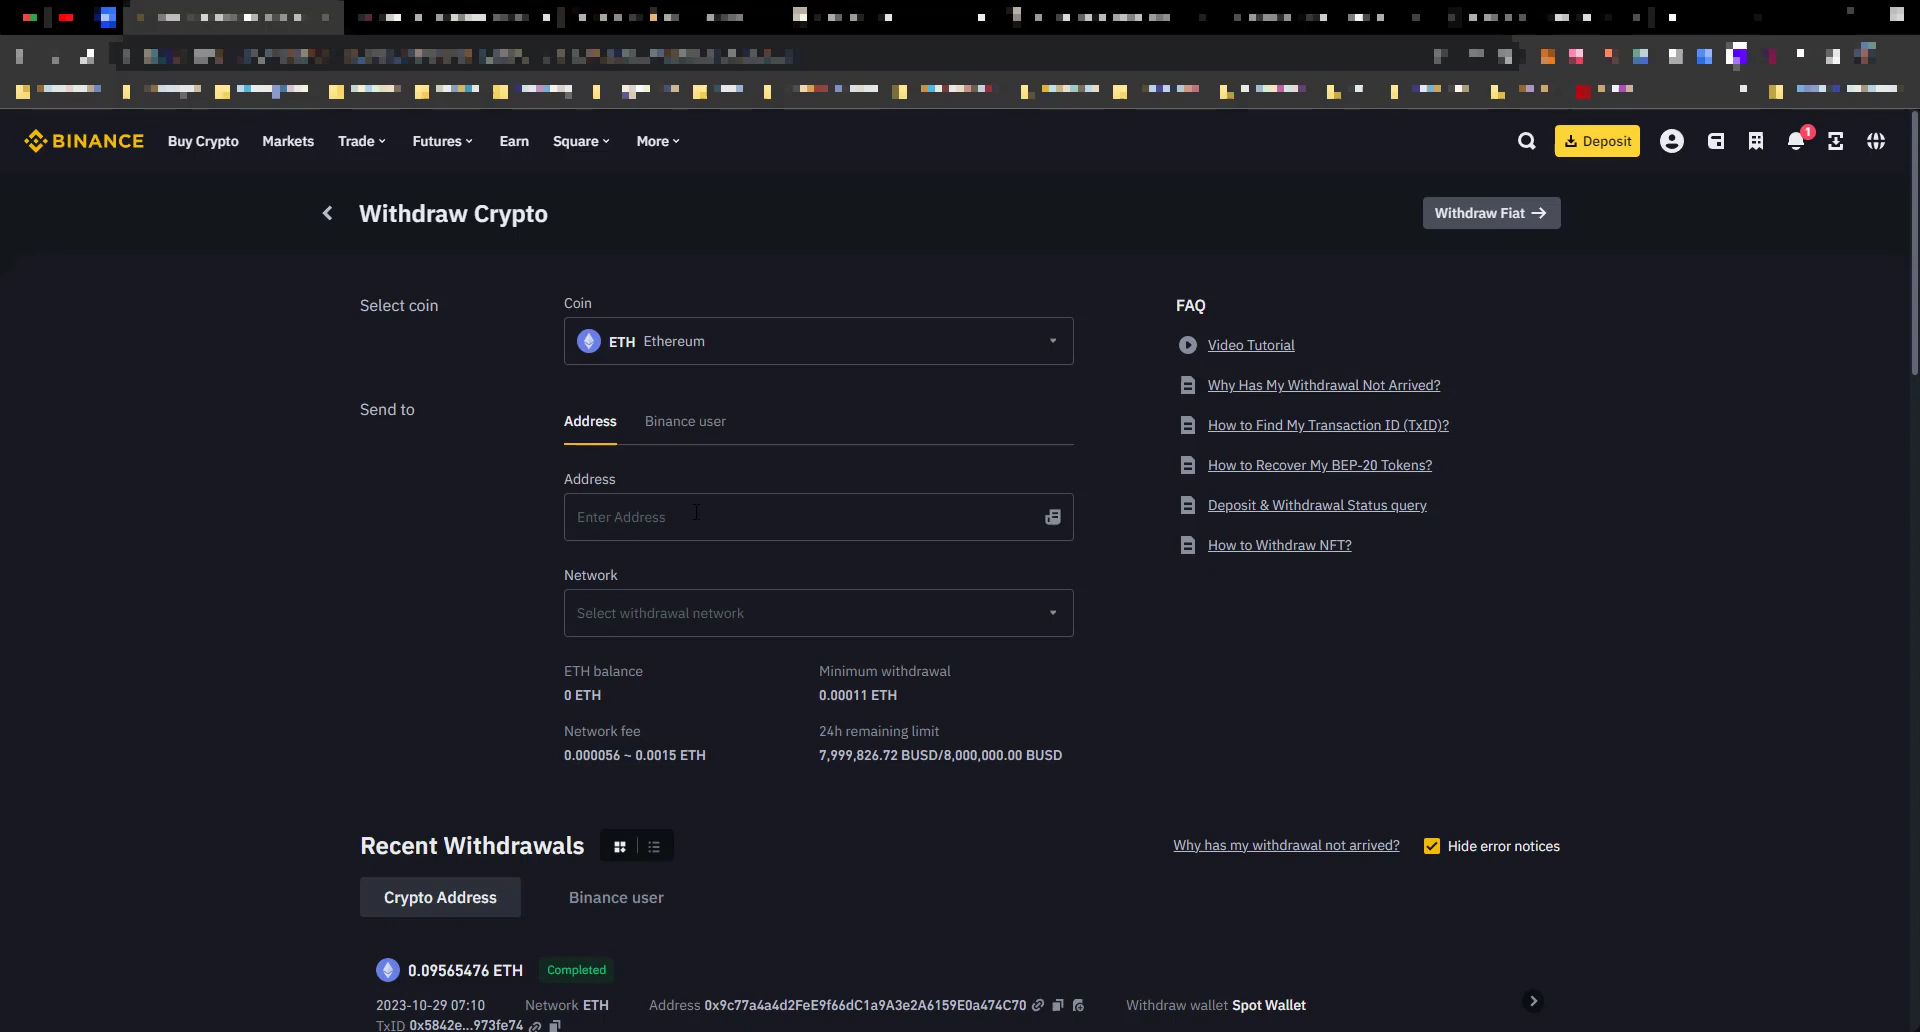 BINANCE Buy Crypto Markets Trade Futures Earn Square More Deposit 1
Withdraw Crypto Withdraw Fiat
Select coin
Coin
ETH Ethereum
Send to
Address Binance user
Address
Enter Address
Network
Select withdrawal network
ETH balance Minimum withdrawal
0 ETH 0.00011 ETH
Network fee 24h remaining limit
0.000056 ~ 0.0015 ETH 7,999,826.72 BUSD/8,000,000.00 BUSD
FAQ
Video Tutorial
Why Has My Withdrawal Not Arrived?
How to Find My Transaction ID (TxID)?
How to Recover My BEP-20 Tokens?
Deposit & Withdrawal Status query
How to Withdraw NFT?
Recent Withdrawals Why has my withdrawal not arrived? Hide error notices
Crypto Address Binance user
0.09565476 ETH Completed
2023-10-29 07:10 Network ETH Address 0x9c77a4a4d2FeE9f66dC1a9A3e2A6159E0a474C70 Withdraw wallet Spot Wallet
TxID 0x5842e...973fe74